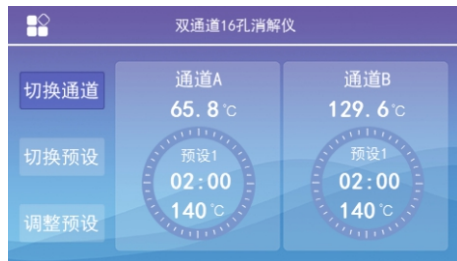 双通道16孔消解仪
切换通道
切换预设
调整预设
通道A
65.8℃
预设1
02:00
140℃
通道B
129.6℃
预设1
02:00
140℃